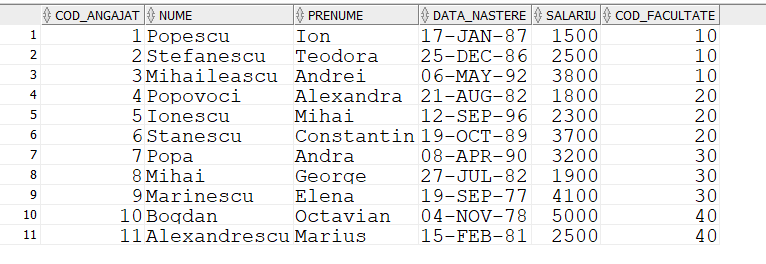 COD_ANGAJAT NUME PRENUME DATA_NASTERE SALARIU COD_FACULTATE
1 1 Popescu Ion 17-JAN-87 1500 10
2 2 Stefanescu Teodora 25-DEC-86 2500 10
3 3 Mihaileascu Andrei 06-MAY-92 3800 10
4 4 Popovoci Alexandra 21-AUG-82 1800 20
5 5 Ionescu Mihai 12-SEP-96 2300 20
6 6 Stanescu Constantin 19-OCT-89 3700 20
7 7 Popa Andra 08-APR-90 3200 30
8 8 Mihai George 27-JUL-82 1900 30
9 9 Marinescu Elena 19-SEP-77 4100 30
10 10 Bogdan Octavian 04-NOV-78 5000 40
11 11 Alexandrescu Marius 15-FEB-81 2500 40